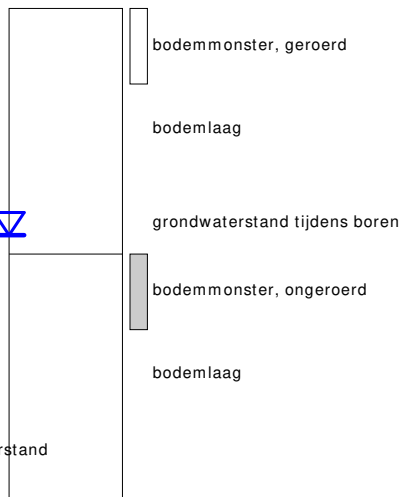 bodemmonster, geroerd
bodemlaag
grondwaterstand tijdens boren
bodemmonster, ongeroerd
bodemlaag
rstand